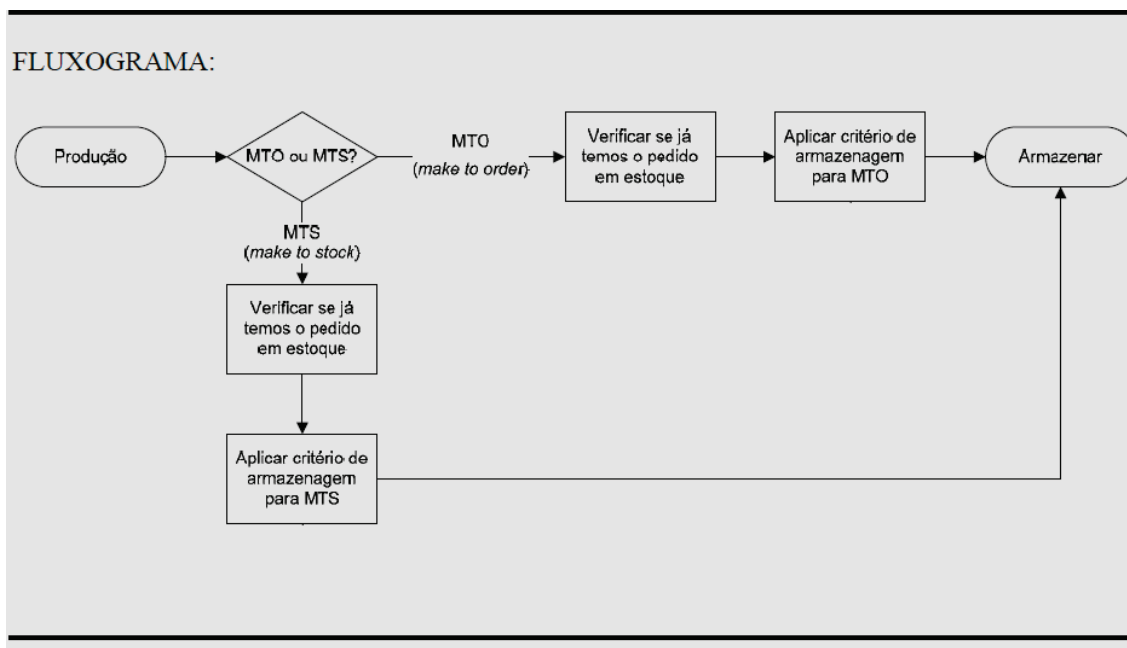 FLUXOGRAMA:
Produção
MTO ou MTS?
MTO
(make to order)
Verificar se já
temos o pedido
em estoque
Aplicar critério de
armazenagem
para MTO
Armazenar
MTS
(make to stock)
Verificar se já
temos o pedido
em estoque
Aplicar critério de
armazenagem
para MTS